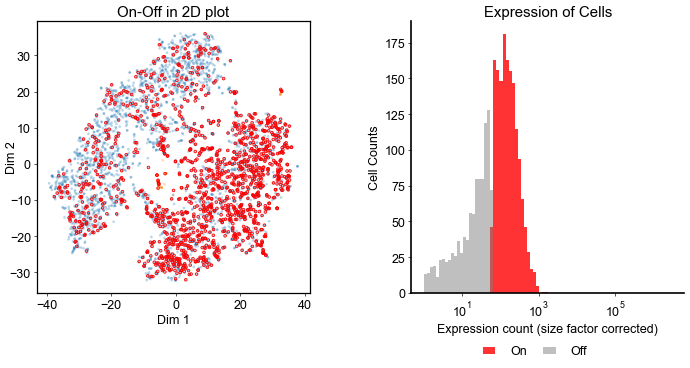 On-Off in 2D plot
30
20
10
0
−10
−20
−30
Dim 2
−40 −20 0 20 40
Dim 1
Expression of Cells
175
150
125
100
75
50
25
0
Cell Counts
10^1 10^3 10^5
Expression count (size factor corrected)
On Off